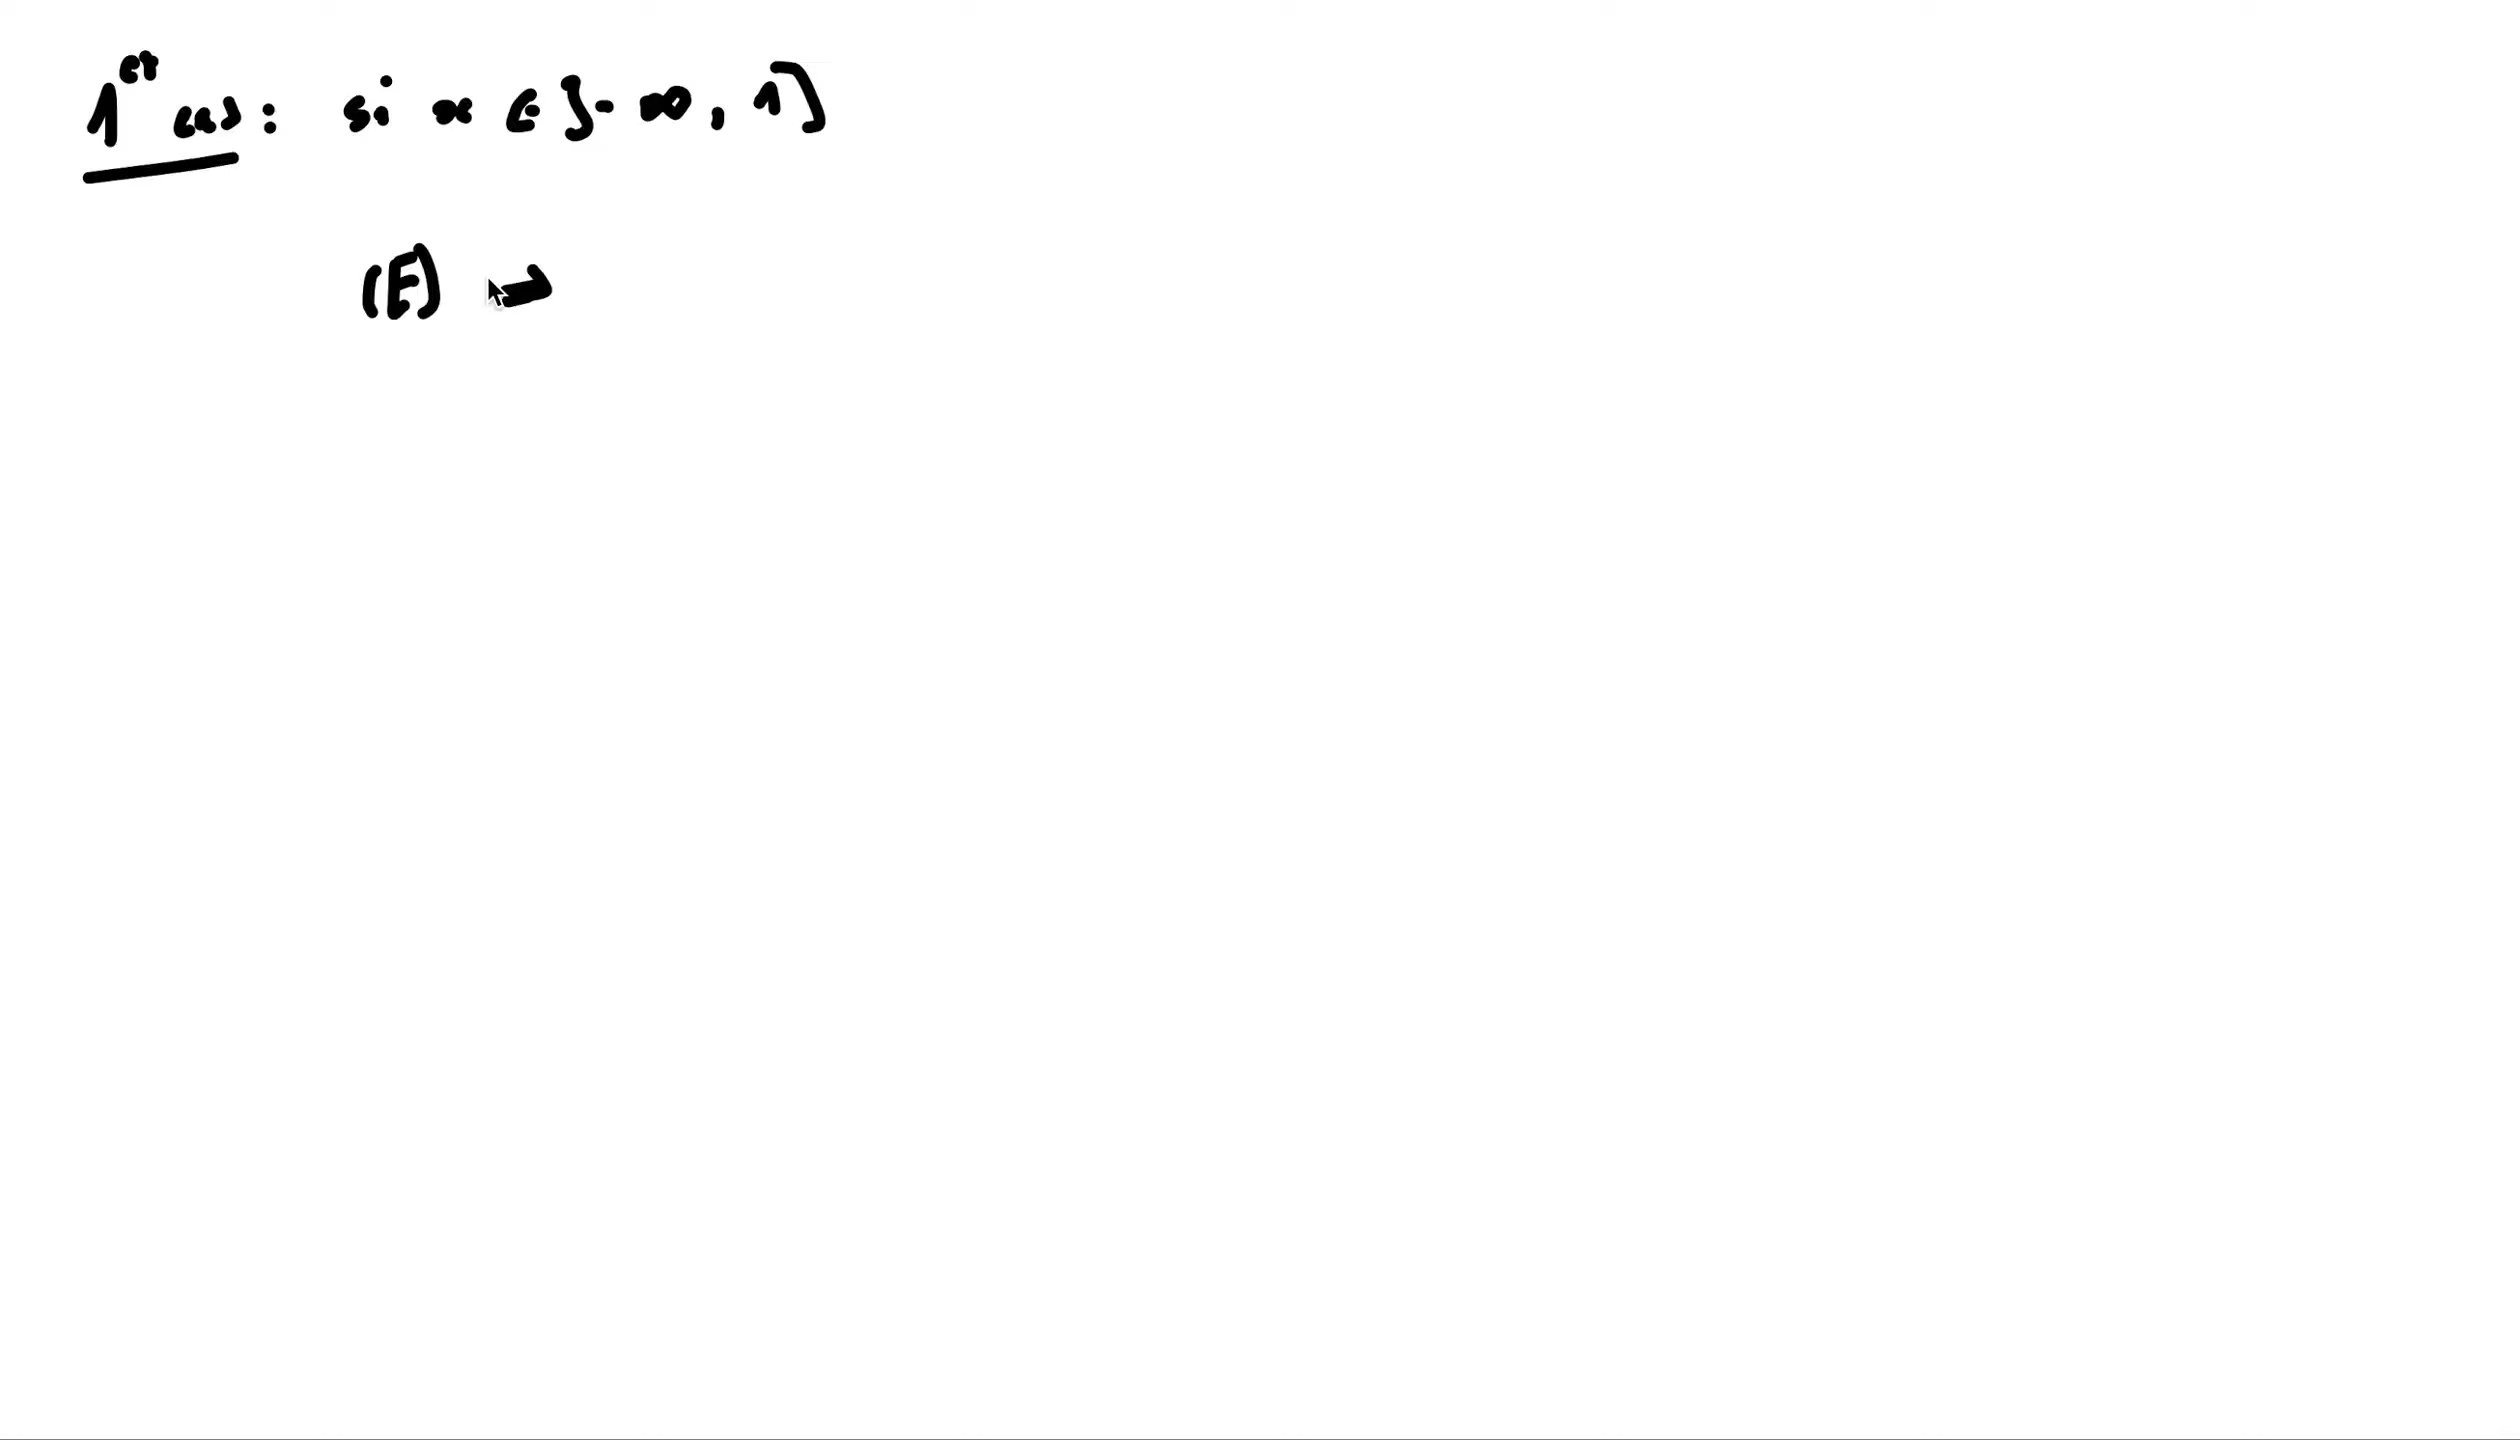 1er cas : si x ∈ ]-∞, 1]
(E) ⇔